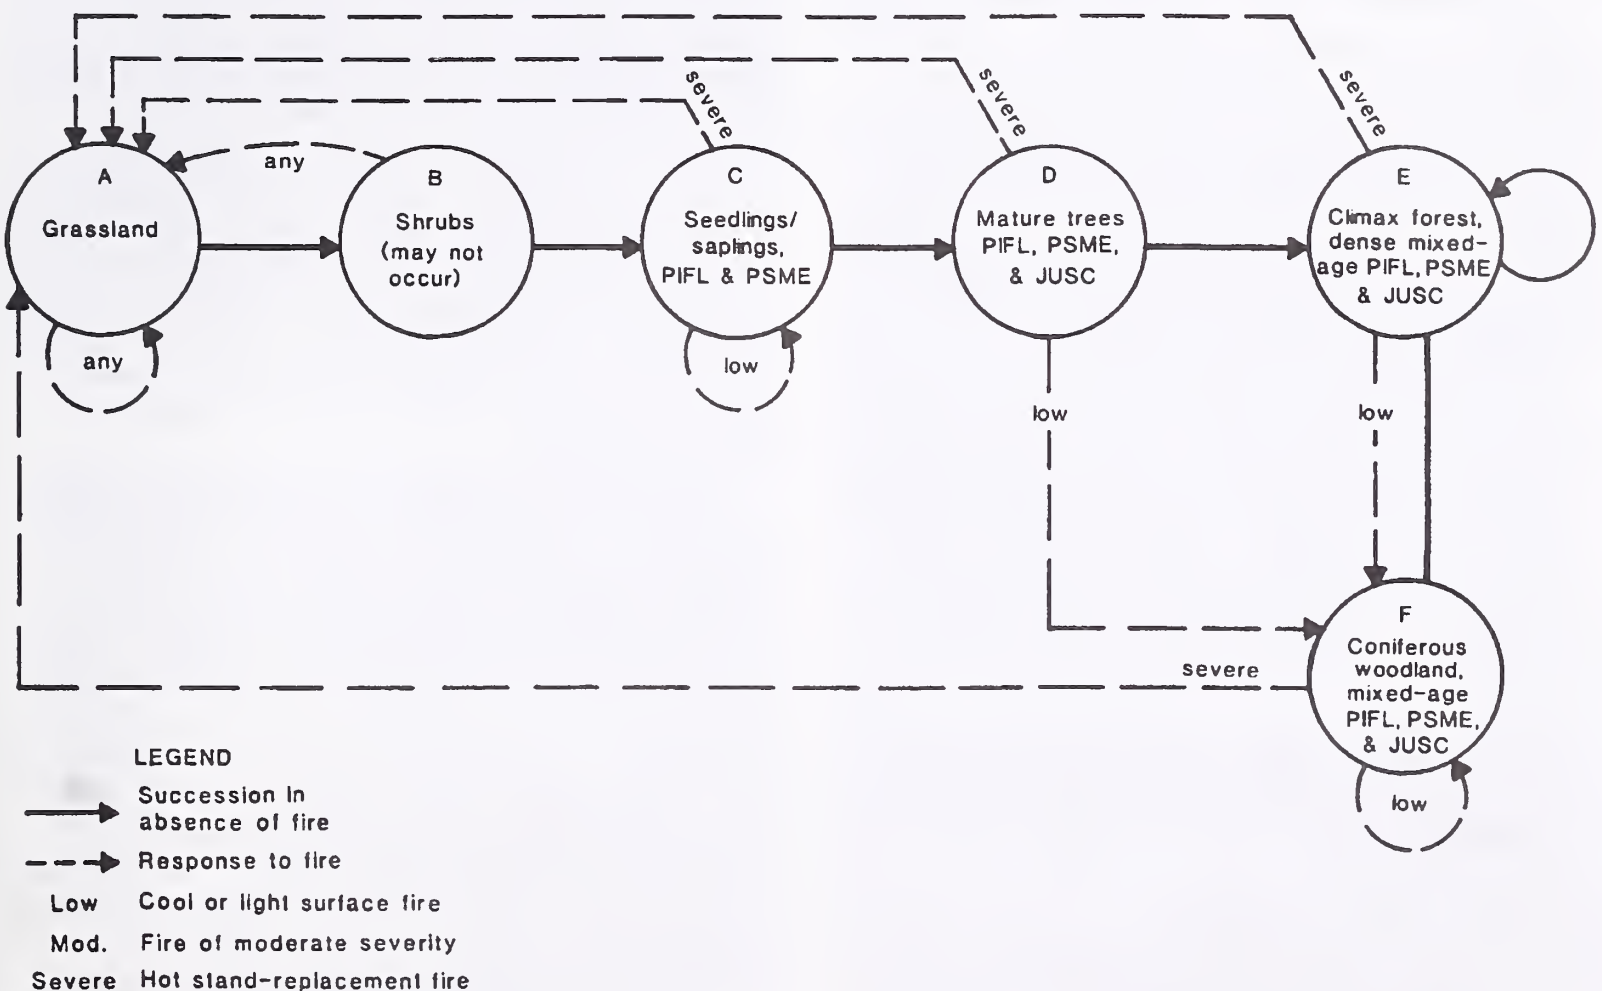 severe
severe
severe
any
A
Grassland
any
B
Shrubs
(may not
occur)
C
Seedlings/
saplings,
PIFL & PSME
low
D
Mature trees
PIFL, PSME,
& JUSC
low
E
Climax forest,
dense mixed-
age PIFL, PSME
& JUSC
low
F
Coniferous
woodland,
mixed-age
PIFL, PSME,
& JUSC
severe
low
LEGEND
Succession in
absence of fire
Response to fire
Low Cool or light surface fire
Mod. Fire of moderate severity
Severe Hot stand-replacement fire